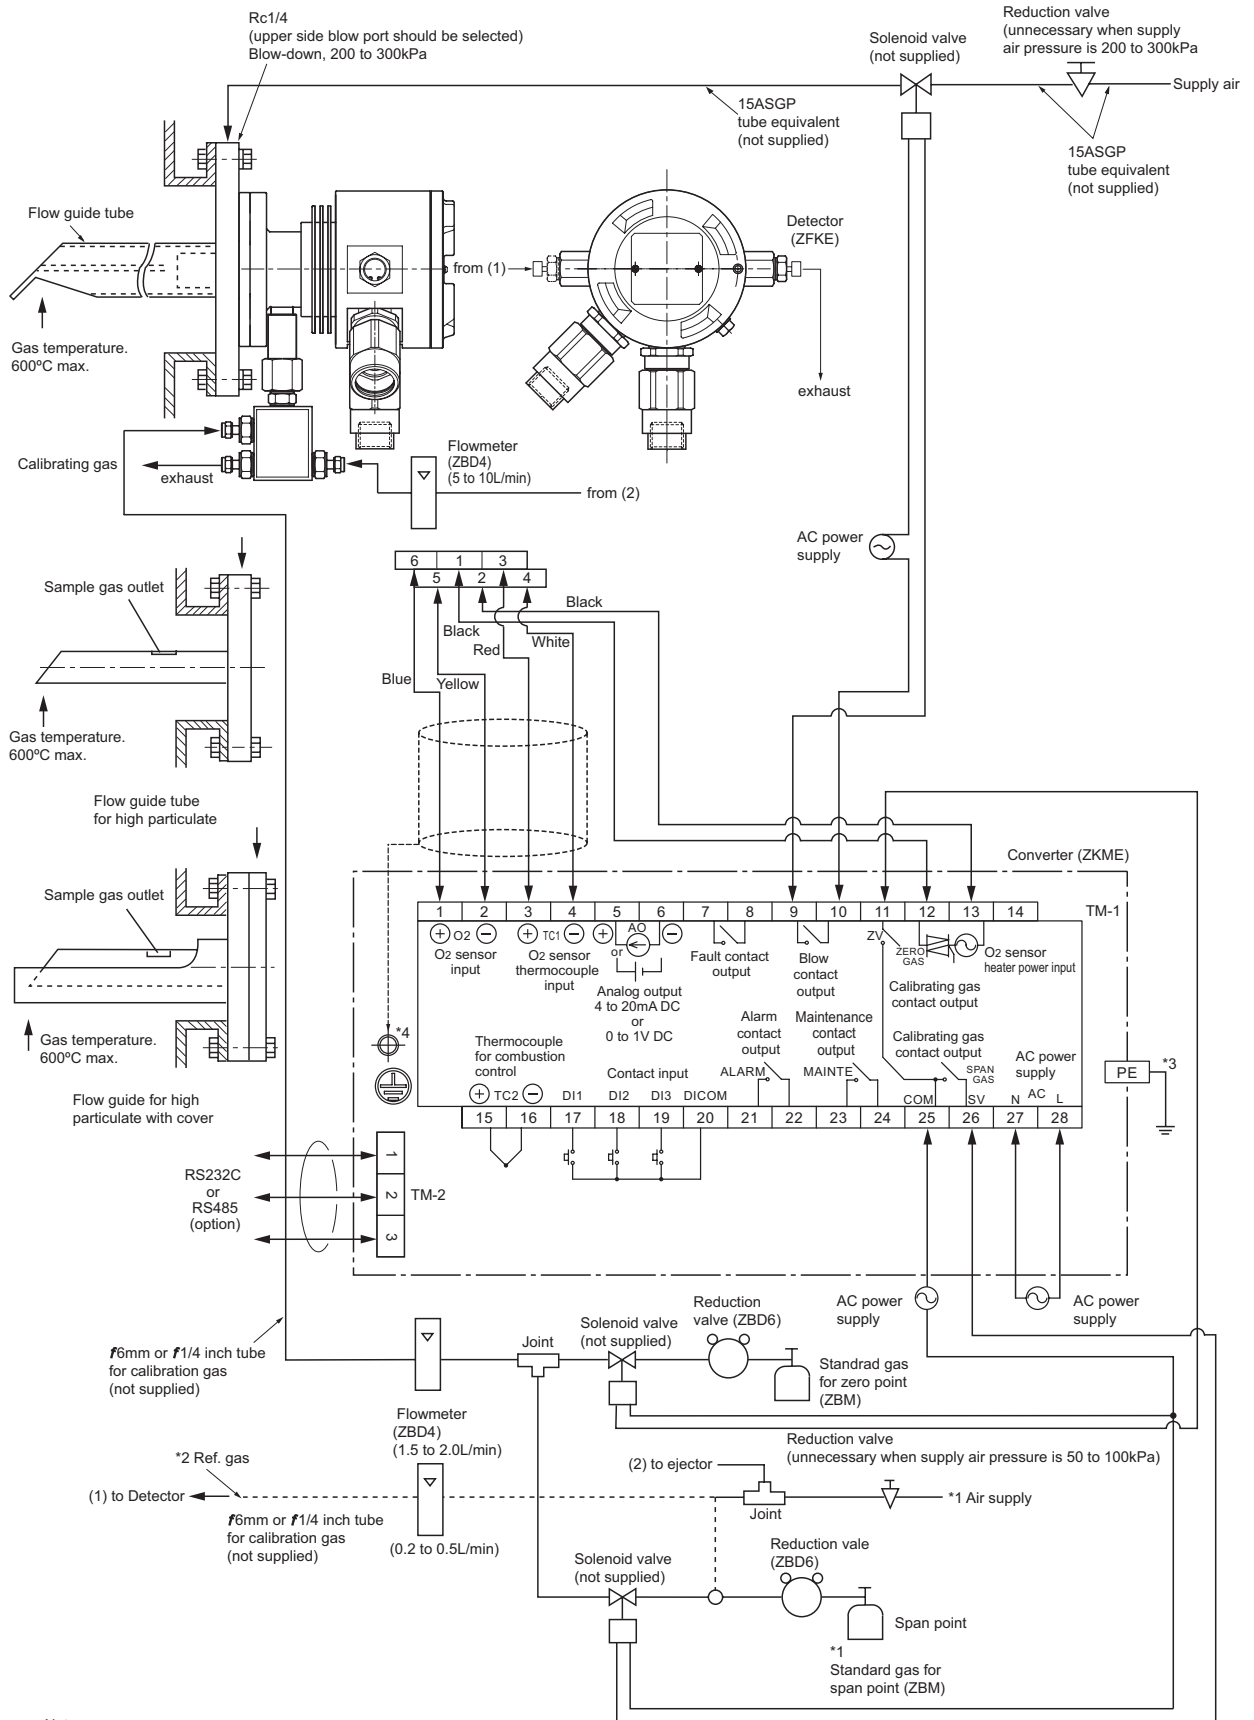 Rc1/4
(upper side blow port should be selected)
Blow-down, 200 to 300kPa
Solenoid valve
(not supplied)
Reduction valve
(unnecessary when supply
air pressure is 200 to 300kPa
Supply air
15ASGP
tube equivalent
(not supplied)
15ASGP
tube equivalent
(not supplied)
Flow guide tube
Detector
(ZFKE)
from (1)
Gas temperature.
600ºC max.
exhaust
Calibrating gas
exhaust
Flowmeter
(ZBD4)
(5 to 10L/min)
from (2)
AC power
supply
6 1 3
5 2 4
Sample gas outlet
Black
Black
White
Red
Blue
Yellow
Gas temperature.
600ºC max.
Flow guide tube
for high particulate
Converter (ZKME)
Sample gas outlet
1 2 3 4 5 6 7 8 9 10 11 12 13 14
TM-1
+ O2 −
O2 sensor
input
+ TC1 −
O2 sensor
thermocouple
input
+ AO −
or
Analog output
4 to 20mA DC
or
0 to 1V DC
Fault contact
output
Blow
contact
output
ZV
ZERO
GAS
Calibrating gas
contact output
O2 sensor
heater power input
Gas temperature.
600ºC max.
*4
Thermocouple
for combustion
control
+ TC2 −
Contact input
DI1 DI2 DI3 DICOM
Alarm
contact
output
ALARM
Maintenance
contact
output
MAINTE
Calibrating gas
contact output
SPAN
GAS
COM SV
AC power
supply
N AC L
PE
*3
Flow guide for high
particulate with cover
15 16 17 18 19 20 21 22 23 24 25 26 27 28
RS232C
or
RS485
(option)
1
2
3
TM-2
AC power
supply
AC power
supply
f6mm or f1/4 inch tube
for calibration gas
(not supplied)
Joint
Solenoid valve
(not supplied)
Reduction
valve (ZBD6)
Standrad gas
for zero point
(ZBM)
Flowmeter
(ZBD4)
(1.5 to 2.0L/min)
Reduction valve
(unnecessary when supply air pressure is 50 to 100kPa)
*2 Ref. gas
(2) to ejector
(1) to Detector
*1 Air supply
Joint
f6mm or f1/4 inch tube
for calibration gas
(not supplied)
(0.2 to 0.5L/min)
Solenoid valve
(not supplied)
Reduction vale
(ZBD6)
Span point
*1
Standard gas for
span point (ZBM)